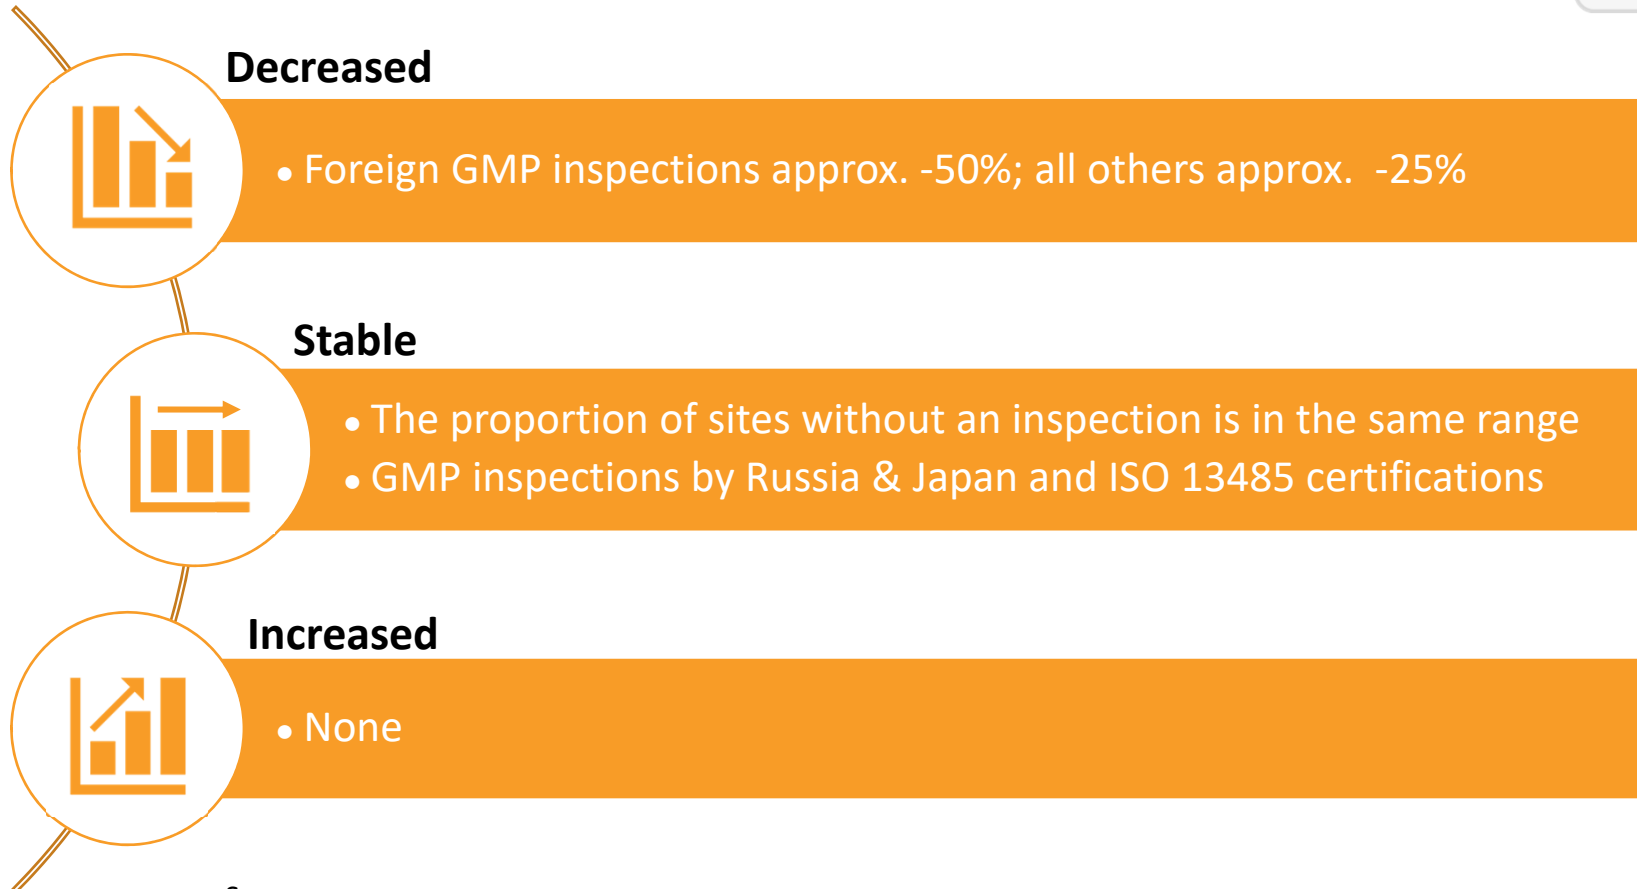 Decreased
• Foreign GMP inspections approx. -50%; all others approx.  -25%
Stable
• The proportion of sites without an inspection is in the same range
• GMP inspections by Russia & Japan and ISO 13485 certifications
Increased
• None